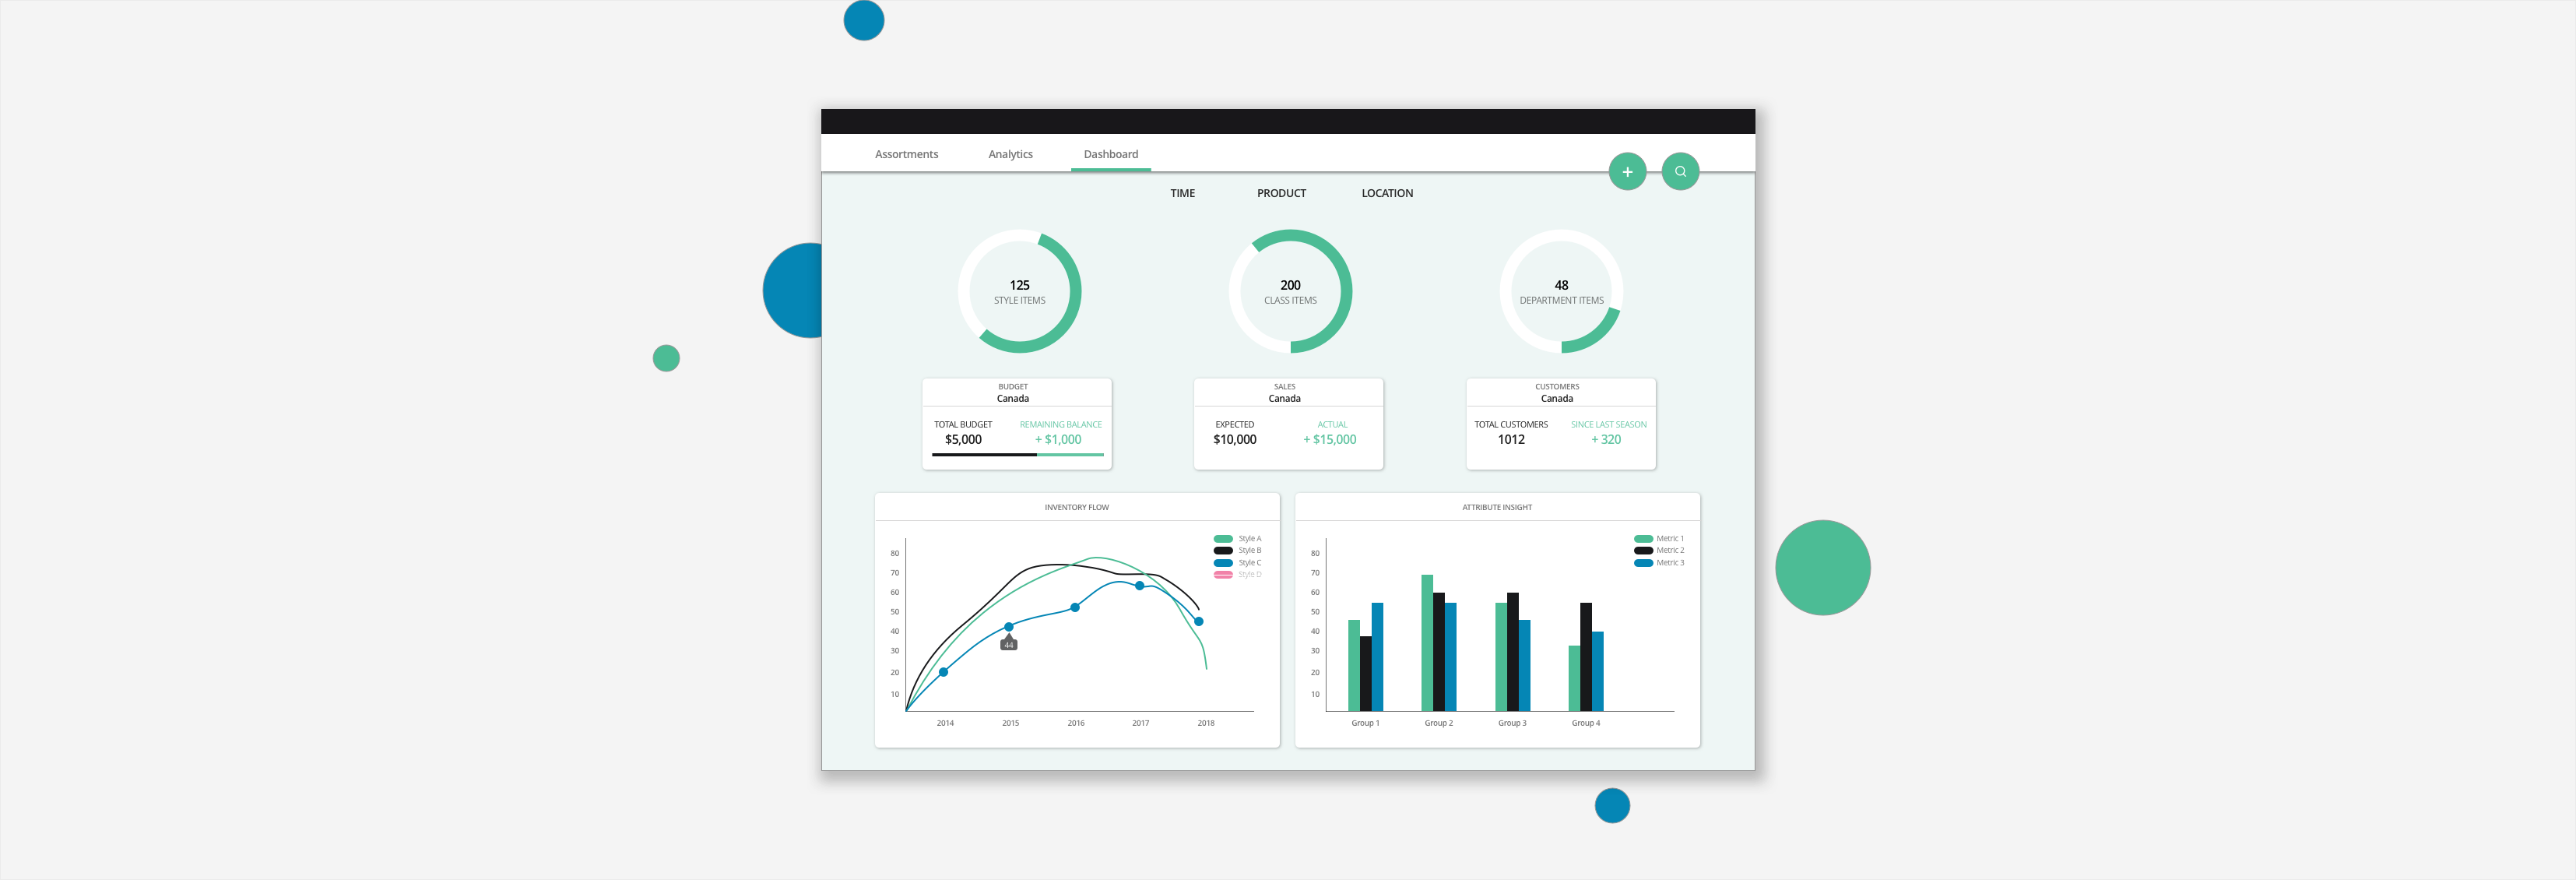 Assortments Analytics Dashboard
+
TIME PRODUCT LOCATION
125
STYLE ITEMS
200
CLASS ITEMS
48
DEPARTMENT ITEMS
BUDGET
Canada
TOTAL BUDGET REMAINING BALANCE
$5,000 + $1,000
SALES
Canada
EXPECTED ACTUAL
$10,000 + $15,000
CUSTOMERS
Canada
TOTAL CUSTOMERS SINCE LAST SEASON
1012 + 320
INVENTORY FLOW
Style A
Style B
Style C
Style D
80
70
60
50
40
30
20
10
44
2014 2015 2016 2017 2018
ATTRIBUTE INSIGHT
Metric 1
Metric 2
Metric 3
80
70
60
50
40
30
20
10
Group 1 Group 2 Group 3 Group 4